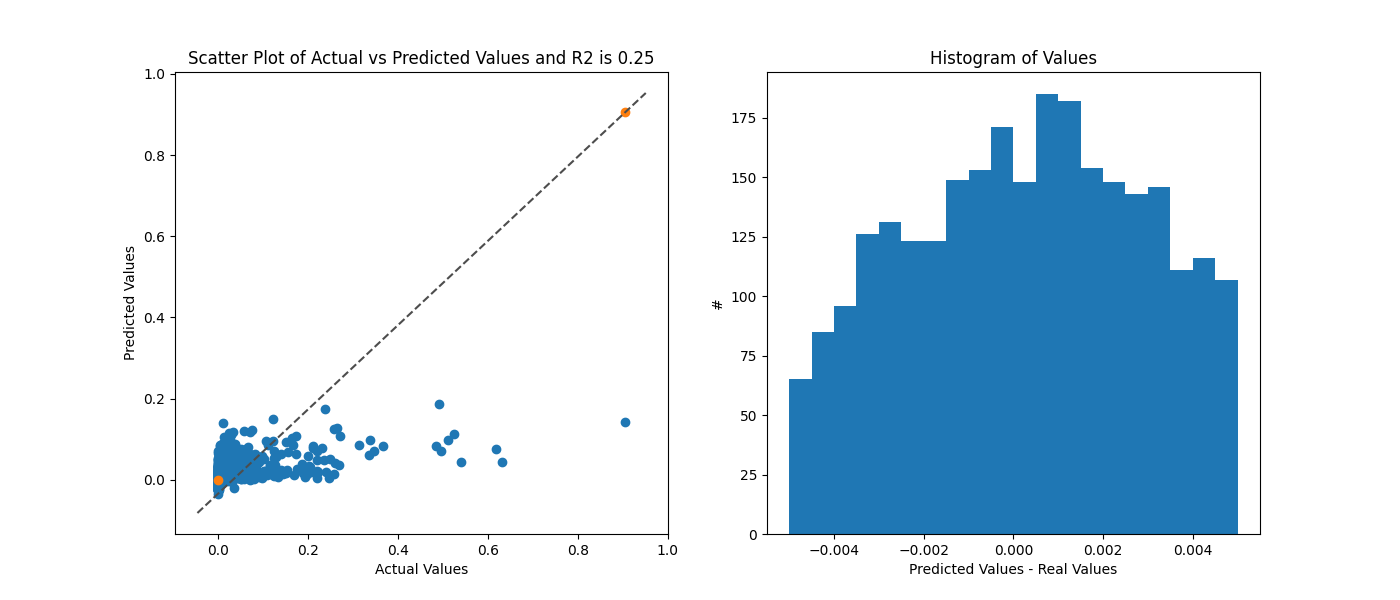 Scatter Plot of Actual vs Predicted Values and R2 is 0.25
1.0
0.8
0.6
0.4
0.2
0.0
Predicted Values
0.0 0.2 0.4 0.6 0.8 1.0
Actual Values
Histogram of Values
175
150
125
100
75
50
25
0
#
−0.004 −0.002 0.000 0.002 0.004
Predicted Values - Real Values